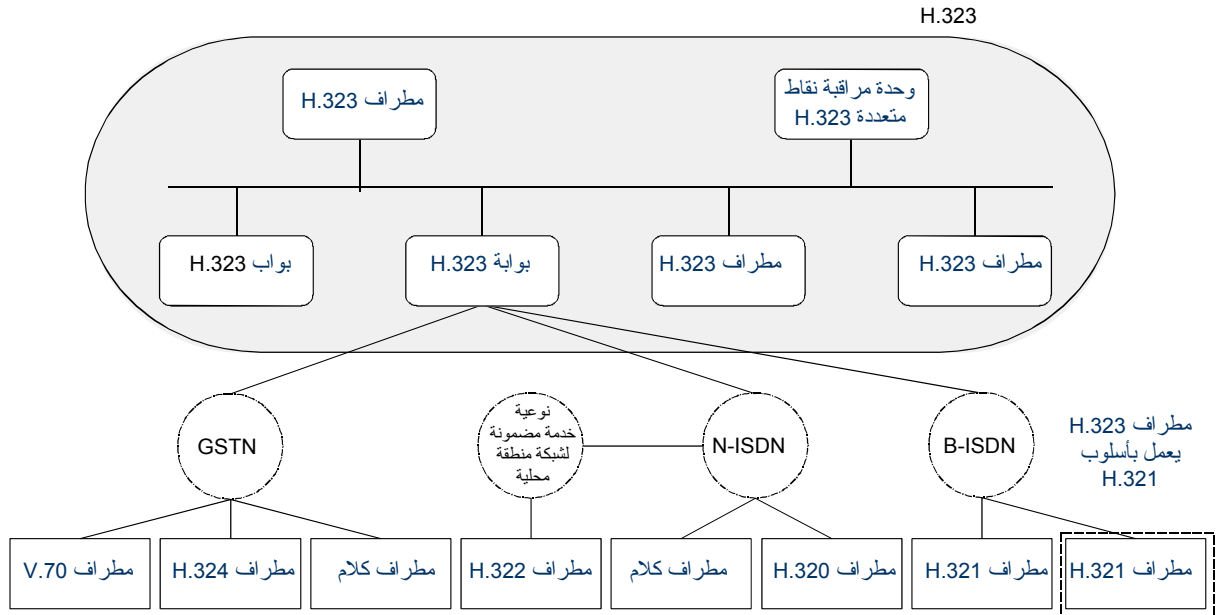 H.323
مطراف H.323
وحدة مراقبة نقاط
متعددة H.323
بواب H.323
بوابة H.323
مطراف H.323
مطراف H.323
GSTN
نوعية
خدمة مضمونة
لشبكة منطقة
محلية
N-ISDN
B-ISDN
مطراف H.323
يعمل بأسلوب
H.321
مطراف V.70
مطراف H.324
مطراف كلام
مطراف H.322
مطراف كلام
مطراف H.320
مطراف H.321
مطراف H.321